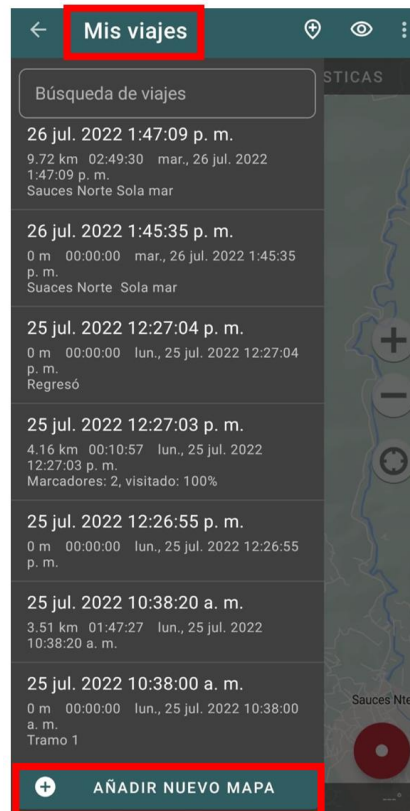 Mis viajes
STICAS
Búsqueda de viajes
26 jul. 2022 1:47:09 p. m.
9.72 km 02:49:30 mar., 26 jul. 2022
1:47:09 p. m.
Sauces Norte Sola mar
26 jul. 2022 1:45:35 p. m.
0 m 00:00:00 mar., 26 jul. 2022 1:45:35
p. m.
Suaces Norte Sola mar
25 jul. 2022 12:27:04 p. m.
0 m 00:00:00 lun., 25 jul. 2022 12:27:04
p. m.
Regresó
25 jul. 2022 12:27:03 p. m.
4.16 km 00:10:57 lun., 25 jul. 2022
12:27:03 p. m.
Marcadores: 2, visitado: 100%
25 jul. 2022 12:26:55 p. m.
0 m 00:00:00 lun., 25 jul. 2022 12:26:55
p. m.
25 jul. 2022 10:38:20 a. m.
3.51 km 01:47:27 lun., 25 jul. 2022
10:38:20 a. m.
25 jul. 2022 10:38:00 a. m.
0 m 00:00:00 lun., 25 jul. 2022 10:38:00
a. m.
Tramo 1
Sauces Nte
AÑADIR NUEVO MAPA